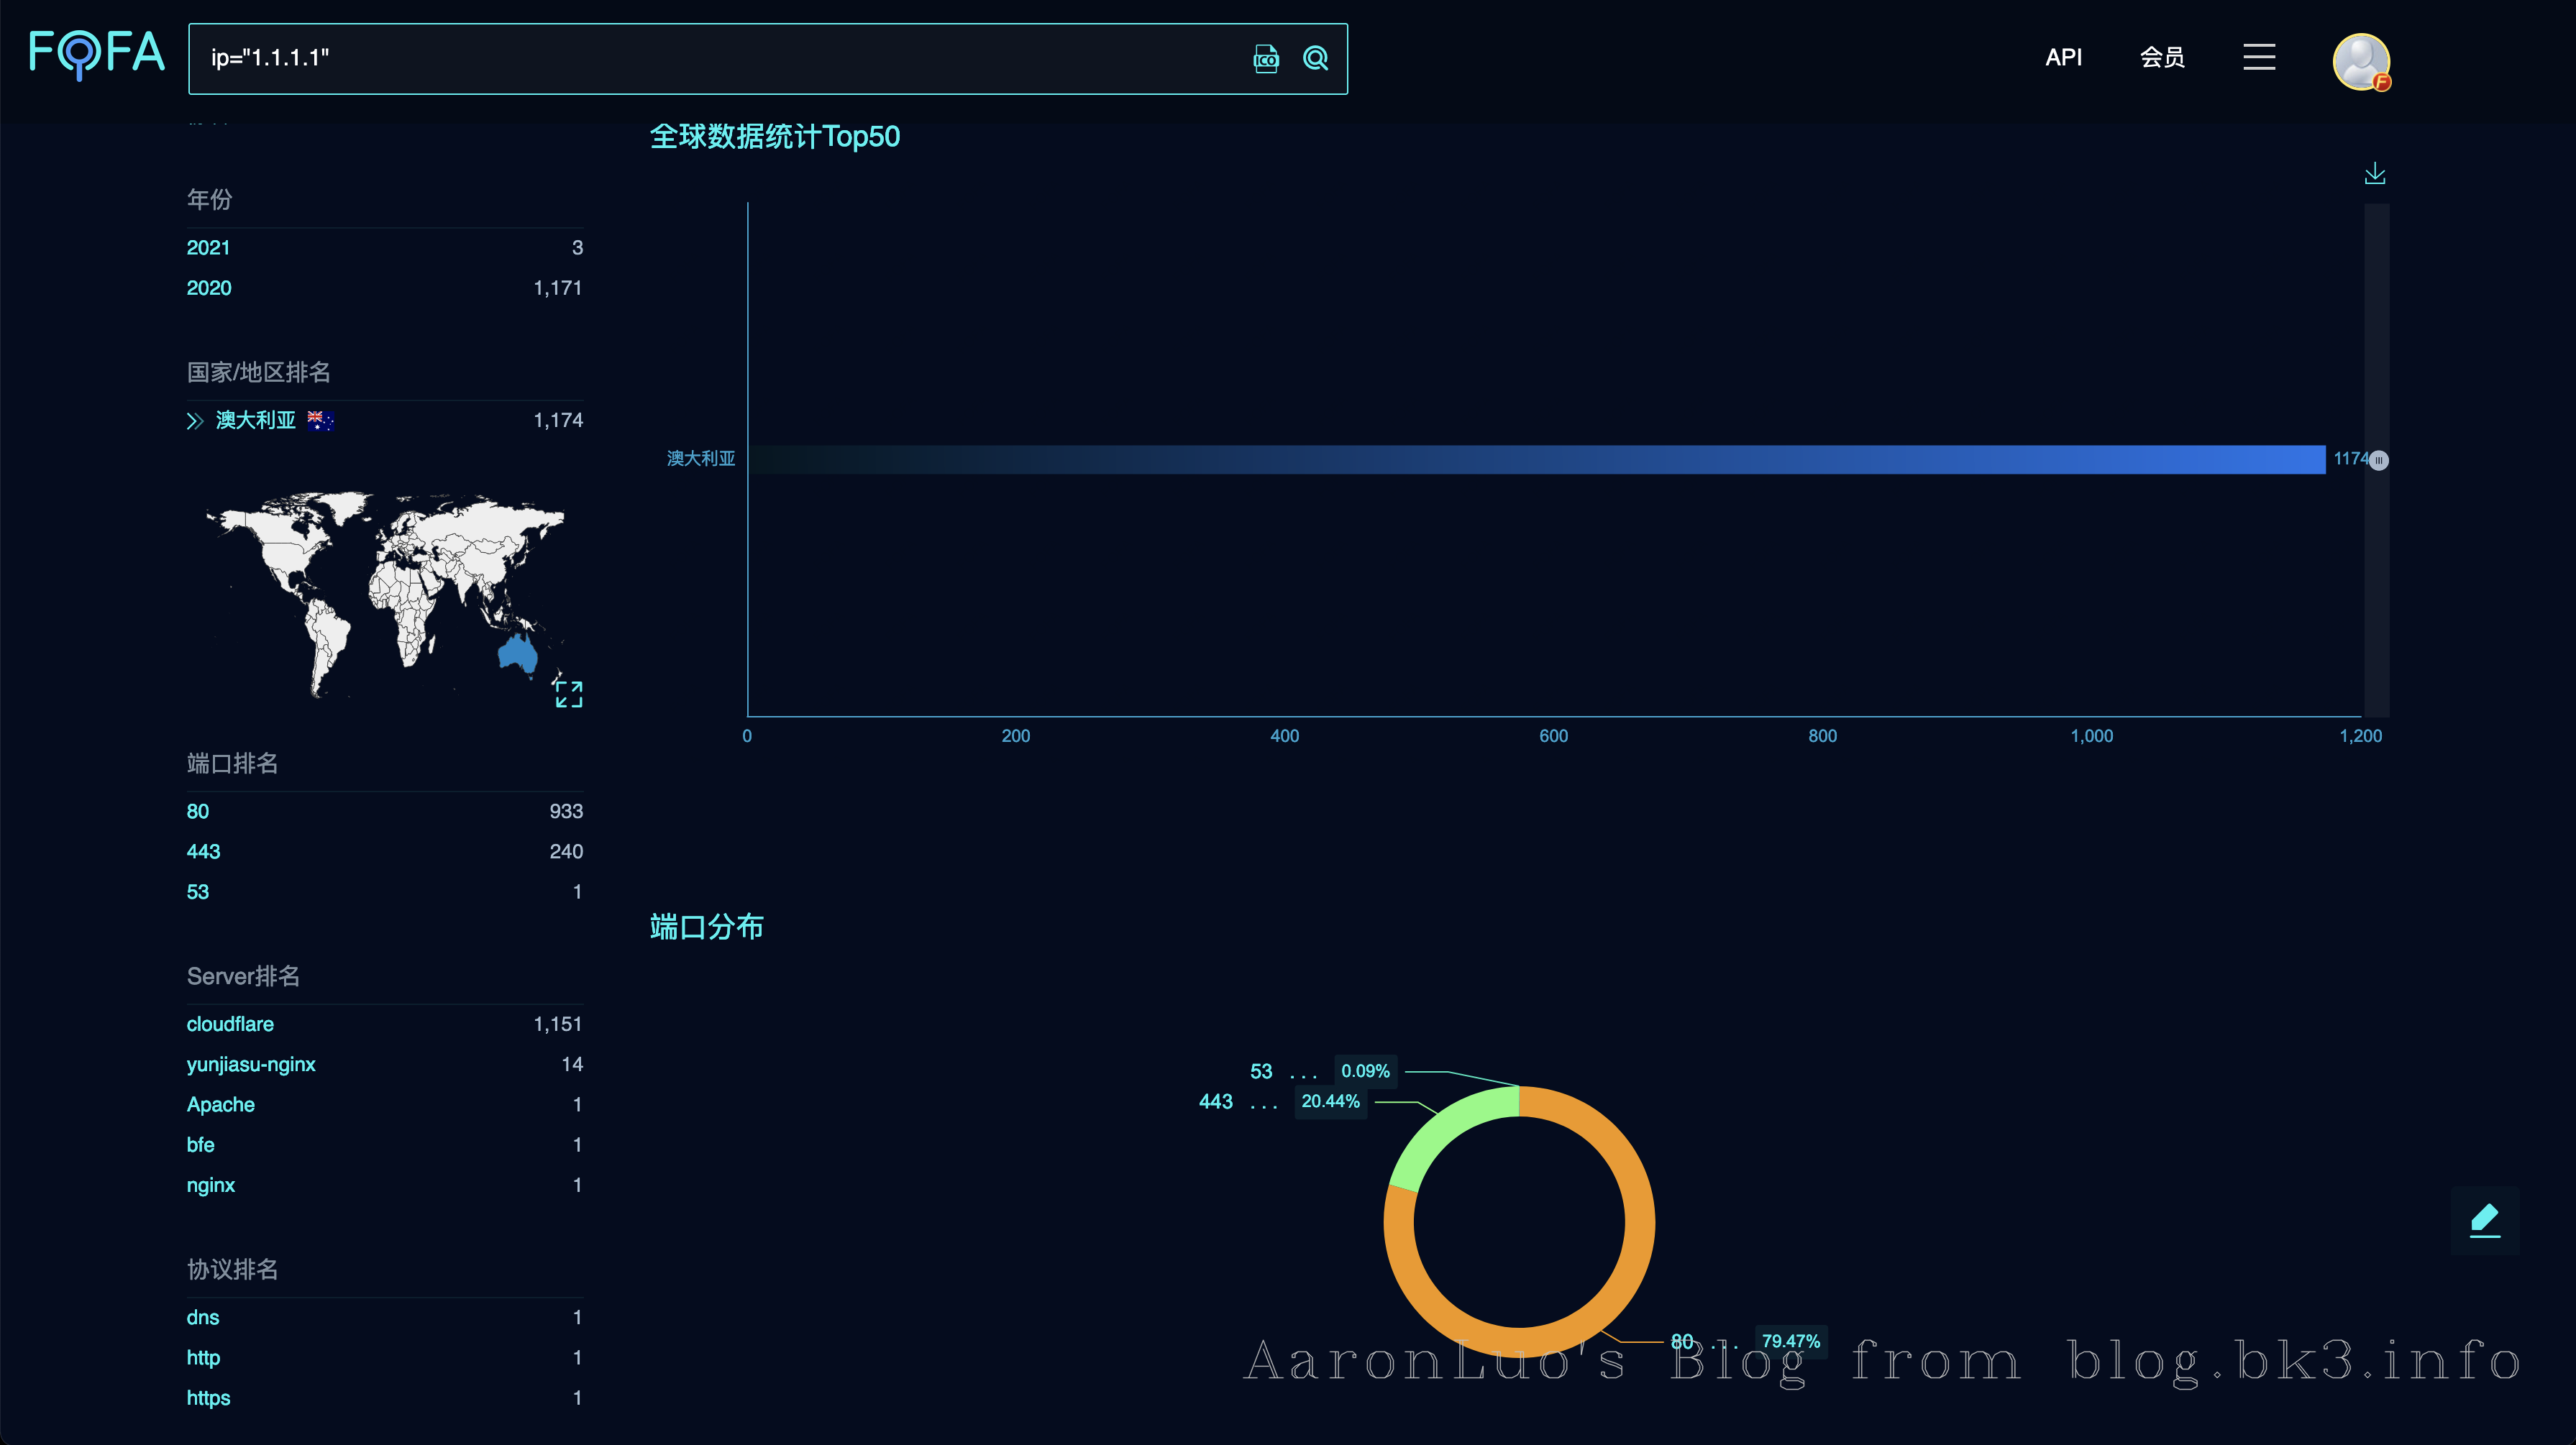 FOFA
ip="1.1.1.1"
ICO
API
会员
F
年份
2021 3
2020 1,171
国家/地区排名
澳大利亚 1,174
端口排名
80 933
443 240
53 1
Server排名
cloudflare 1,151
yunjiasu-nginx 14
Apache 1
bfe 1
nginx 1
协议排名
dns 1
http 1
https 1
全球数据统计Top50
澳大利亚 1174
0 200 400 600 800 1,000 1,200
端口分布
53 ... 0.09%
443 ... 20.44%
80 ... 79.47%
AaronLuo's Blog from blog.bk3.info